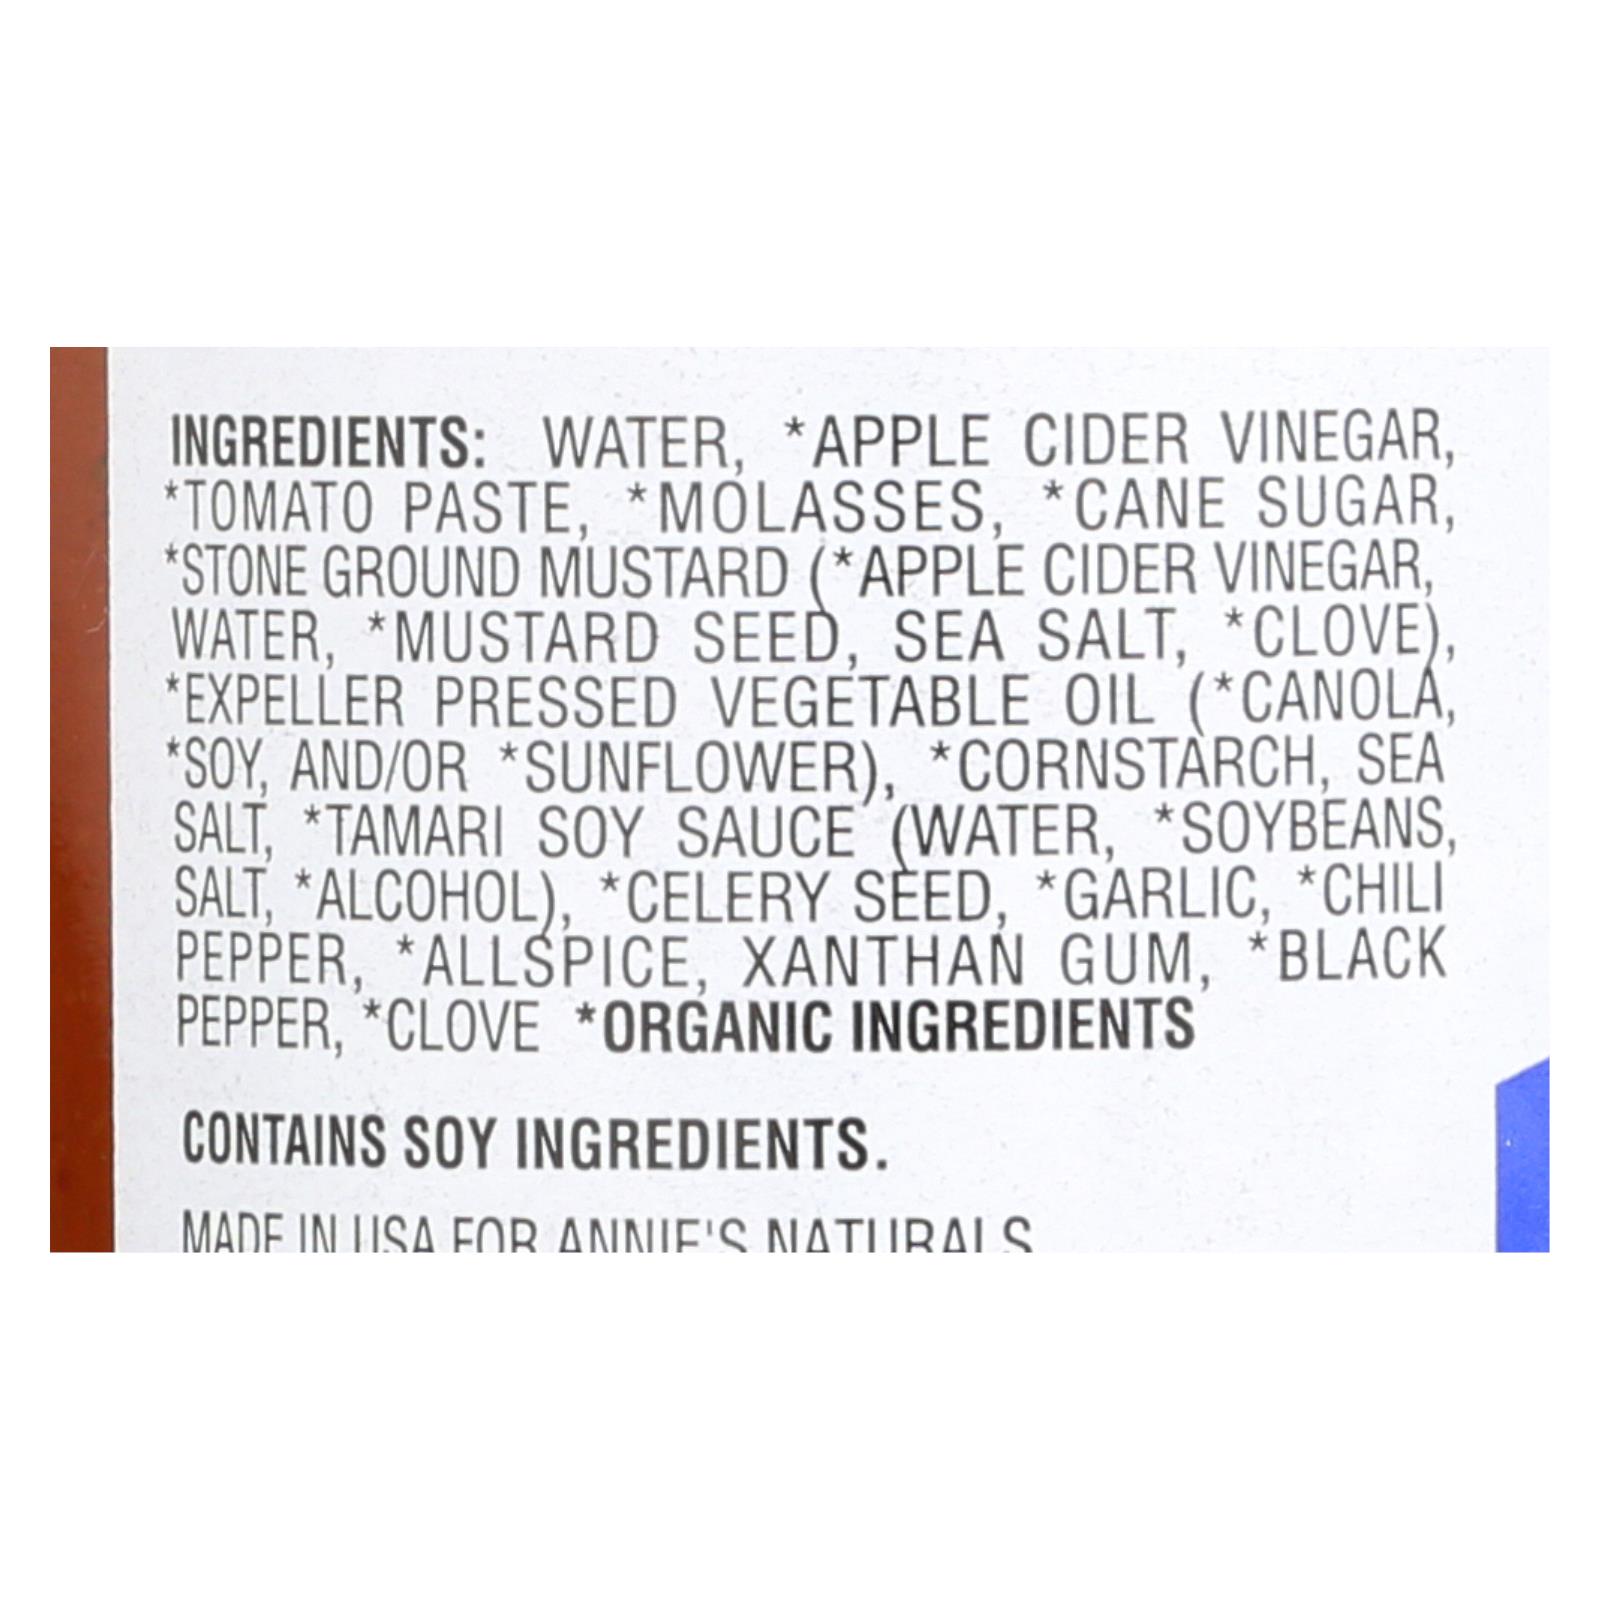 INGREDIENTS: WATER, *APPLE CIDER VINEGAR,
*TOMATO PASTE, *MOLASSES, *CANE SUGAR,
*STONE GROUND MUSTARD (*APPLE CIDER VINEGAR,
WATER, *MUSTARD SEED, SEA SALT, *CLOVE),
*EXPELLER PRESSED VEGETABLE OIL (*CANOLA,
*SOY, AND/OR *SUNFLOWER), *CORNSTARCH, SEA
SALT, *TAMARI SOY SAUCE (WATER, *SOYBEANS,
SALT, *ALCOHOL), *CELERY SEED, *GARLIC, *CHILI
PEPPER, *ALLSPICE, XANTHAN GUM, *BLACK
PEPPER, *CLOVE *ORGANIC INGREDIENTS
CONTAINS SOY INGREDIENTS.
MADE IN USA FOR ANNIE'S NATURALS